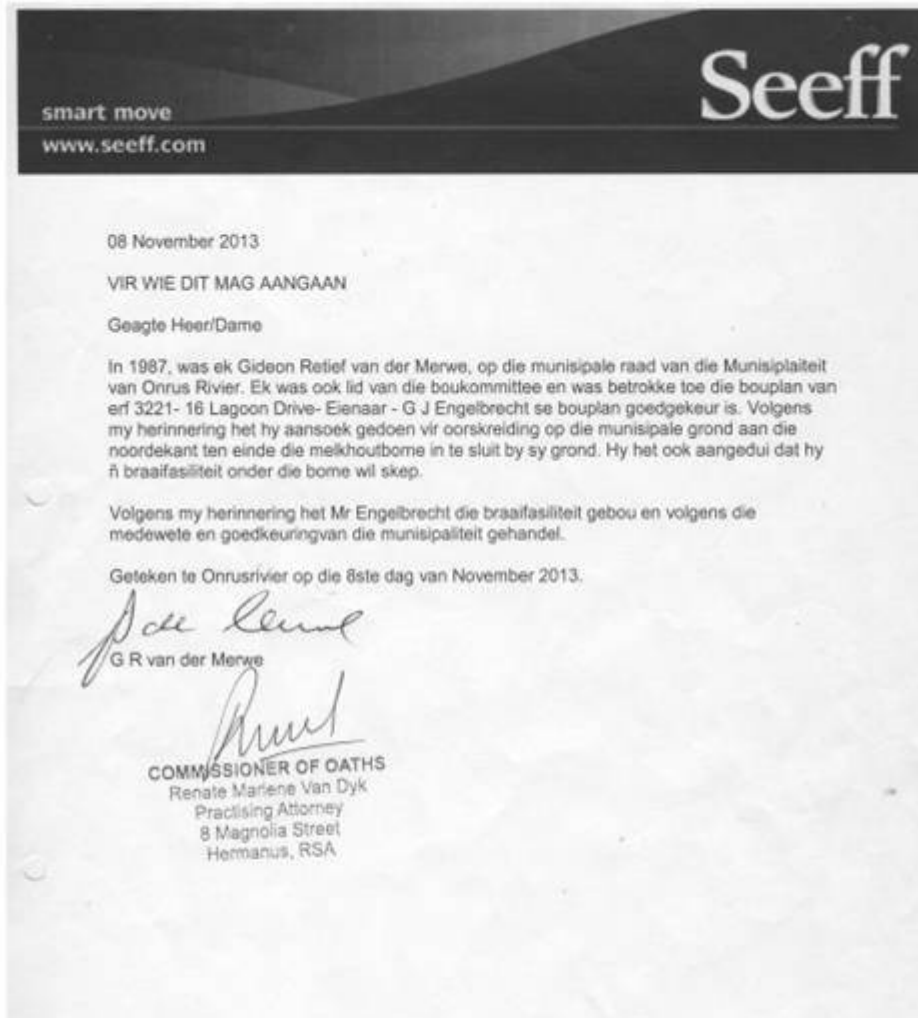 Seeff
smart move
www.seeff.com
08 November 2013
VIR WIE DIT MAG AANGAAN
Geagte Heer/Dame
In 1987, was ek Gideon Retief van der Merwe, op die munisipale raad van die Munisiplaiteit
van Onrus Rivier. Ek was ook lid van die boukommittee en was betrokke toe die bouplan van
erf 3221- 16 Lagoon Drive- Eienaar - G J Engelbrecht se bouplan goedgekeur is. Volgens
my herinnering het hy aansoek gedoen vir oorskreiding op die munisipale grond aan die
noordekant ten einde die melkhoutbome in te sluit by sy grond. Hy het ook aangedui dat hy
ñ braaifasiliteit onder die bome wil skep.
Volgens my herinnering het Mr Engelbrecht die braaifasiliteit gebou en volgens die
medewete en goedkeuringvan die munisipaliteit gehandel.
Geteken te Onrusrivier op die 8ste dag van November 2013.
G R van der Merwe
COMMISSIONER OF OATHS
Renate Marlene Van Dyk
Practising Attorney
8 Magnolia Street
Hermanus, RSA